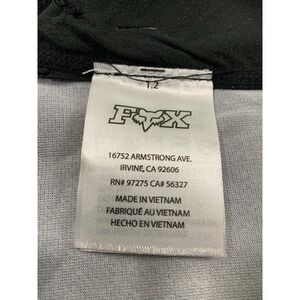 12
FOX
16752 ARMSTRONG AVE.
IRVINE, CA 92606
RN# 97275 CA# 56327
MADE IN VIETNAM
FABRIQUÉ AU VIETNAM
HECHO EN VIETNAM